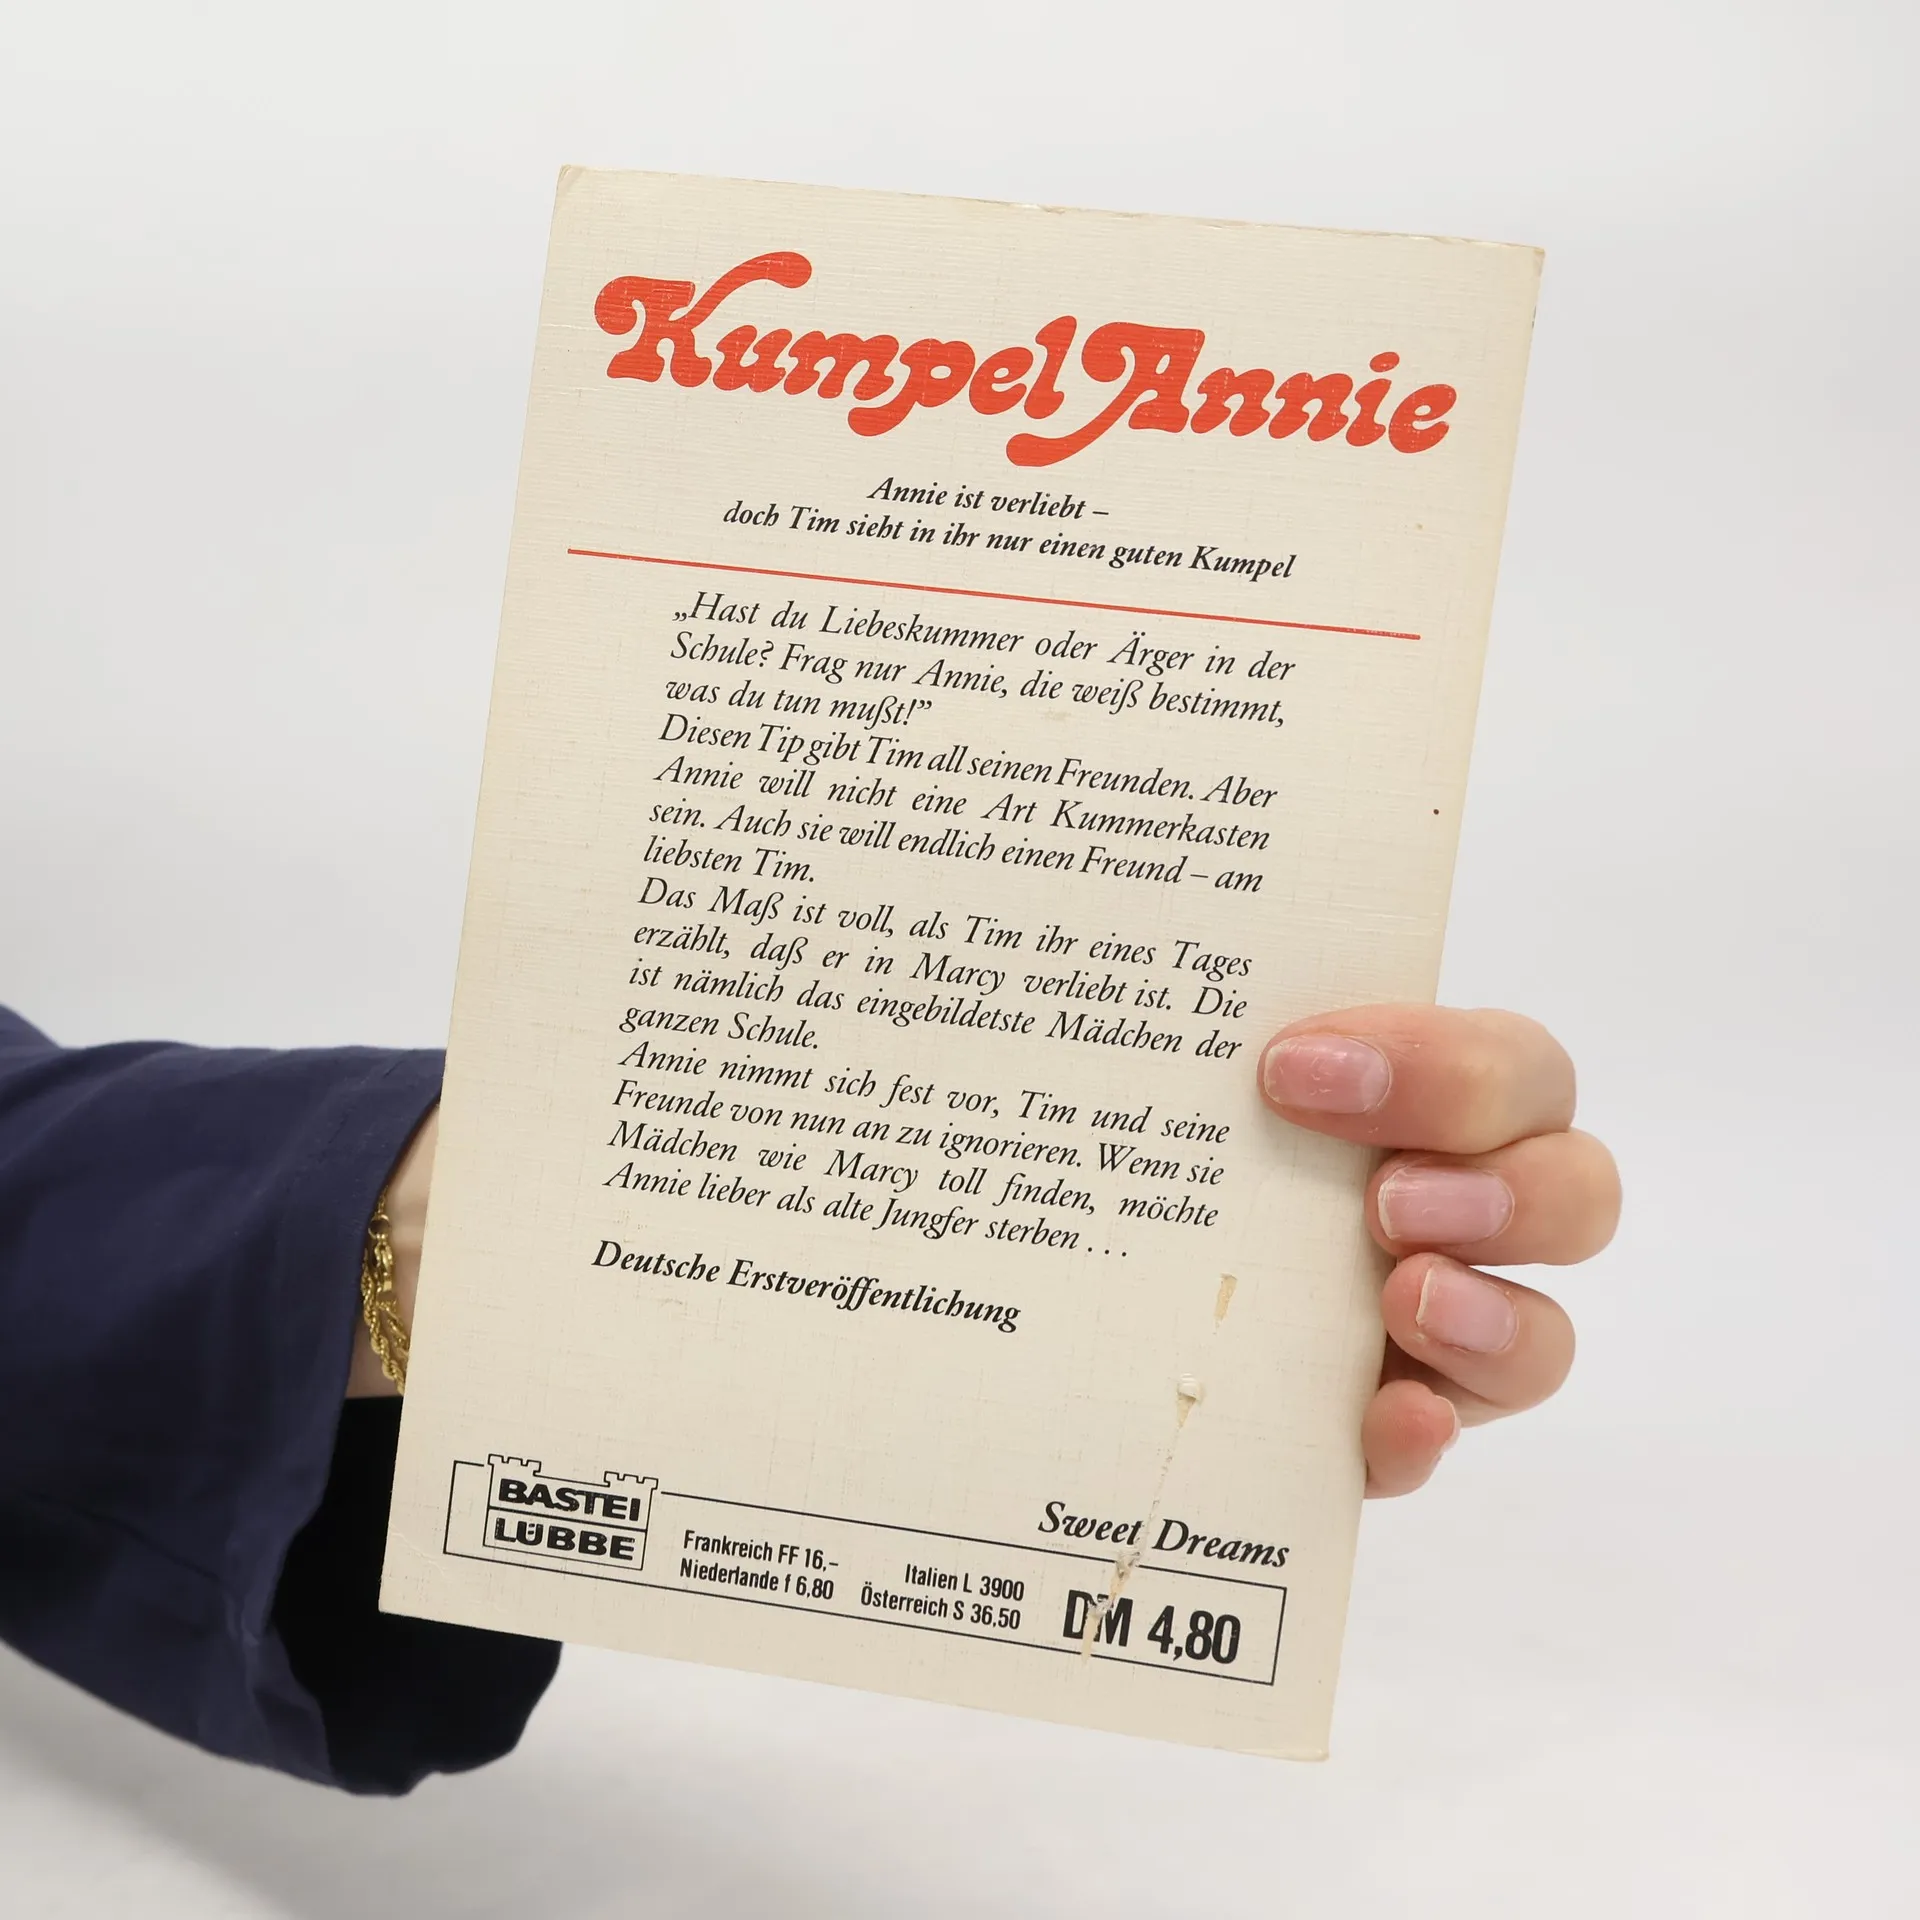 Kumpel Annie
Annie ist verliebt –
doch Tim sieht in ihr nur einen guten Kumpel
„Hast du Liebeskummer oder Ärger in der
Schule? Frag nur Annie, die weiß bestimmt,
was du tun mußt!”
Diesen Tip gibt Tim all seinen Freunden. Aber
Annie will nicht eine Art Kummerkasten
sein. Auch sie will endlich einen Freund – am
liebsten Tim.
Das Maß ist voll, als Tim ihr eines Tages
erzählt, daß er in Marcy verliebt ist. Die
ist nämlich das eingebildetste Mädchen der
ganzen Schule.
Annie nimmt sich fest vor, Tim und seine
Freunde von nun an zu ignorieren. Wenn sie
Mädchen wie Marcy toll finden, möchte
Annie lieber als alte Jungfer sterben . . .
Deutsche Erstveröffentlichung
Sweet Dreams
BASTEI
LÜBBE
Frankreich FF 16,–
Niederlande f 6,80
Italien L 3900
Österreich S 36,50
DM 4,80